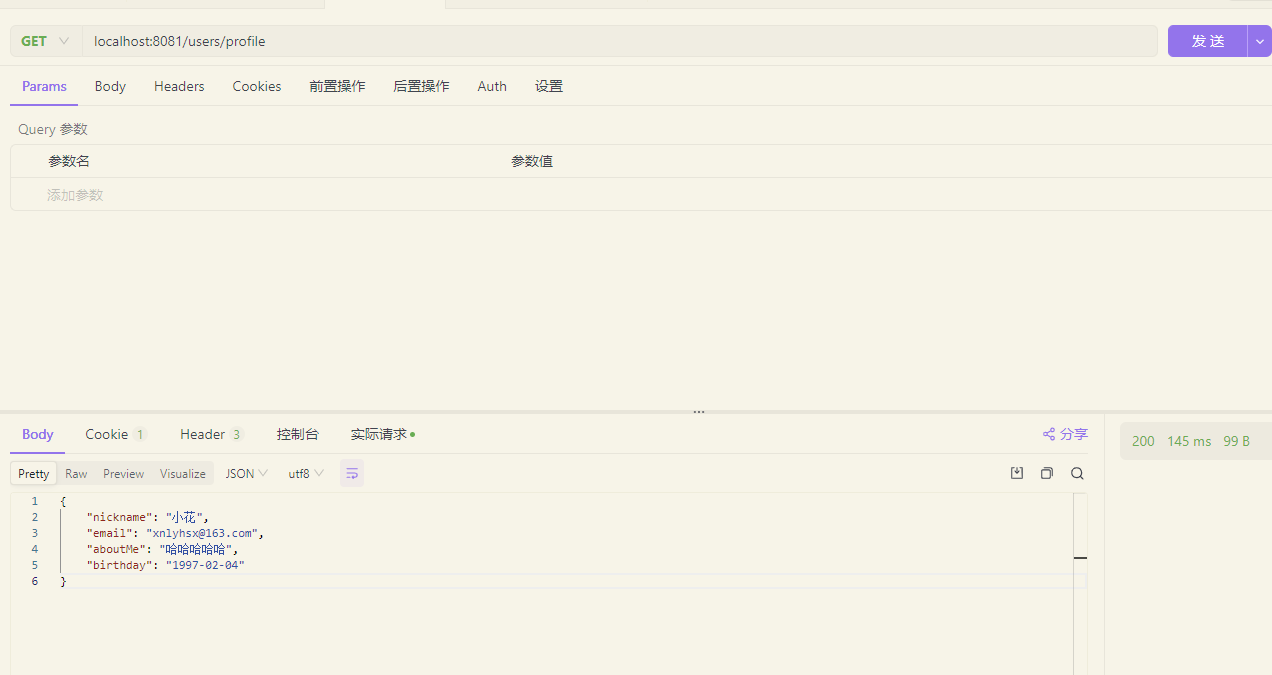 GET localhost:8081/users/profile 发 送
Params Body Headers Cookies 前置操作 后置操作 Auth 设置
Query 参数
参数名 参数值
添加参数
Body Cookie 1 Header 3 控制台 实际请求 分享
200 145 ms 99 B
Pretty Raw Preview Visualize JSON utf8
1 {
2 "nickname": "小花",
3 "email": "xnlyhsx@163.com",
4 "aboutMe": "哈哈哈哈哈",
5 "birthday": "1997-02-04"
6 }